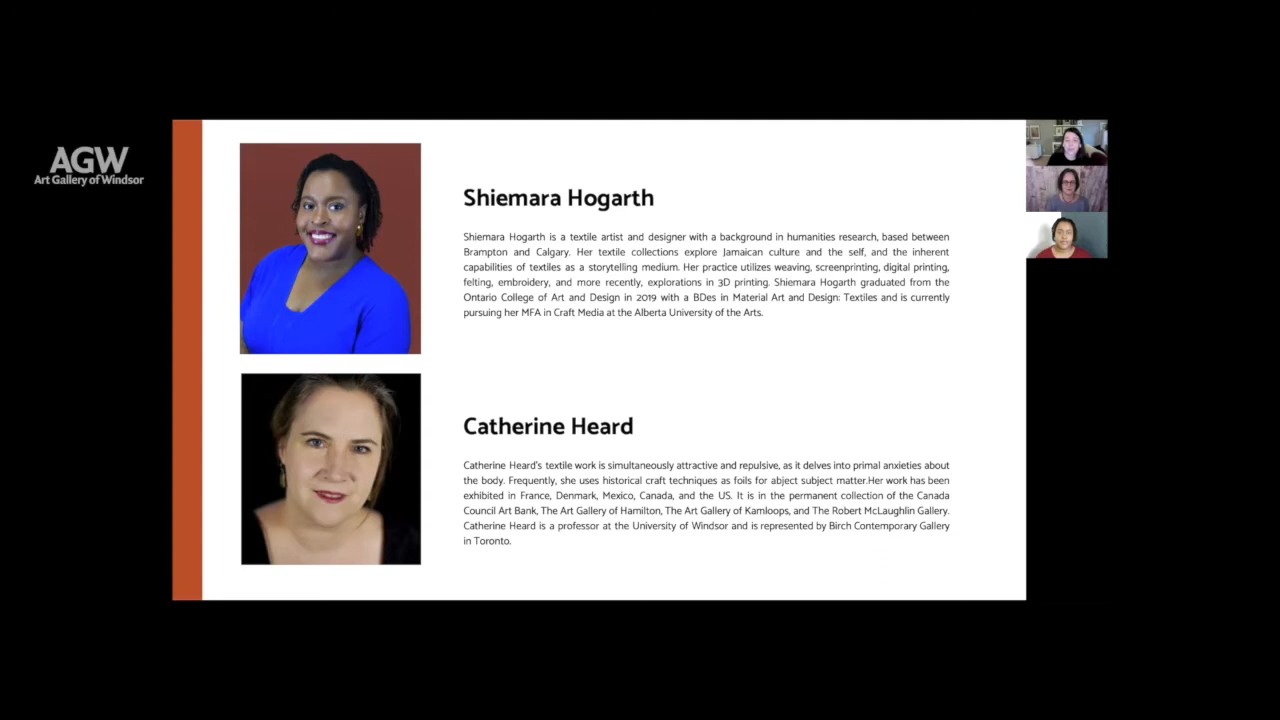 AGW
Art Gallery of Windsor
Shiemara Hogarth
Shiemara Hogarth is a textile artist and designer with a background in humanities research, based between
Brampton and Calgary. Her textile collections explore Jamaican culture and the self, and the inherent
capabilities of textiles as a storytelling medium. Her practice utilizes weaving, screenprinting, digital printing,
felting, embroidery, and more recently, explorations in 3D printing. Shiemara Hogarth graduated from the
Ontario College of Art and Design in 2019 with a BDes in Material Art and Design: Textiles and is currently
pursuing her MFA in Craft Media at the Alberta University of the Arts.
Catherine Heard
Catherine Heard's textile work is simultaneously attractive and repulsive, as it delves into primal anxieties about
the body. Frequently, she uses historical craft techniques as foils for abject subject matter.Her work has been
exhibited in France, Denmark, Mexico, Canada, and the US. It is in the permanent collection of the Canada
Council Art Bank, The Art Gallery of Hamilton, The Art Gallery of Kamloops, and The Robert McLaughlin Gallery.
Catherine Heard is a professor at the University of Windsor and is represented by Birch Contemporary Gallery
in Toronto.